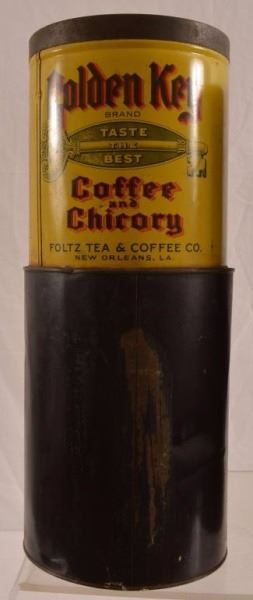 Golden Key
BRAND
TASTE
BEST
Coffee
and
Chicory
FOLTZ TEA & COFFEE CO.
NEW ORLEANS, LA.